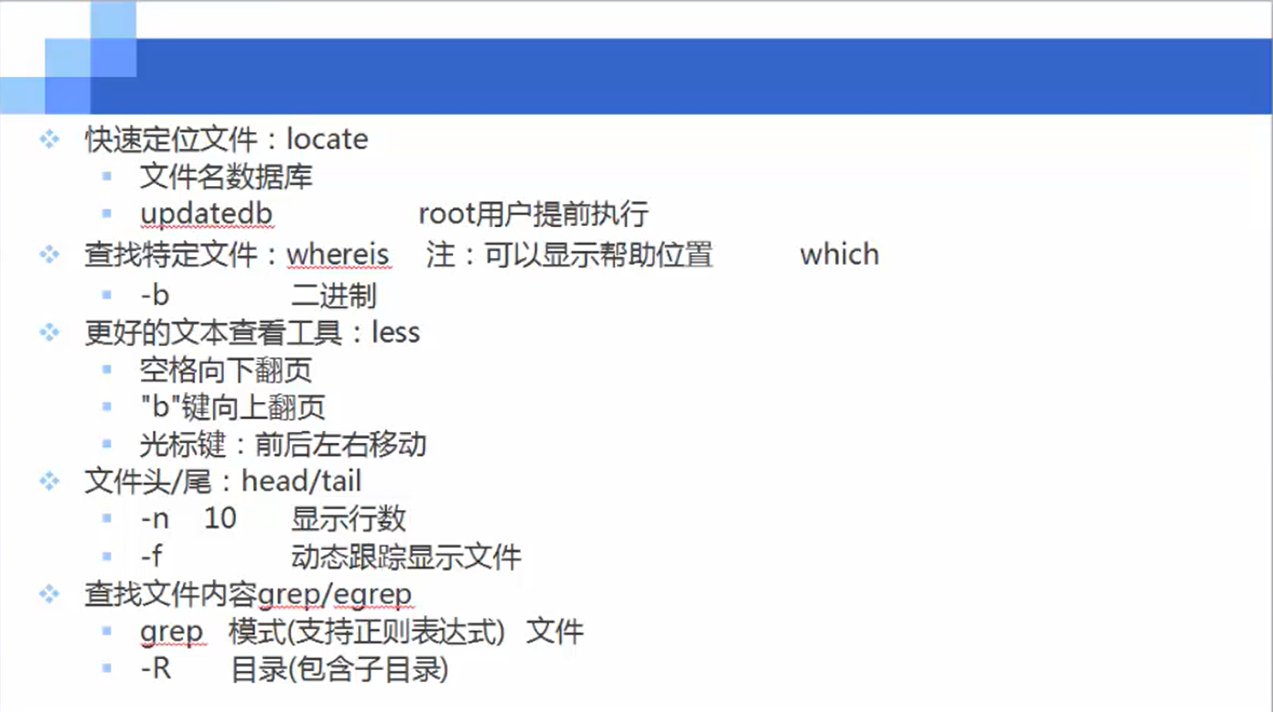 快速定位文件：locate
文件名数据库
updatedb root用户提前执行
查找特定文件：whereis 注：可以显示帮助位置 which
-b 二进制
更好的文本查看工具：less
空格向下翻页
"b"键向上翻页
光标键：前后左右移动
文件头/尾：head/tail
-n 10 显示行数
-f 动态跟踪显示文件
查找文件内容grep/egrep
grep 模式(支持正则表达式) 文件
-R 目录(包含子目录)